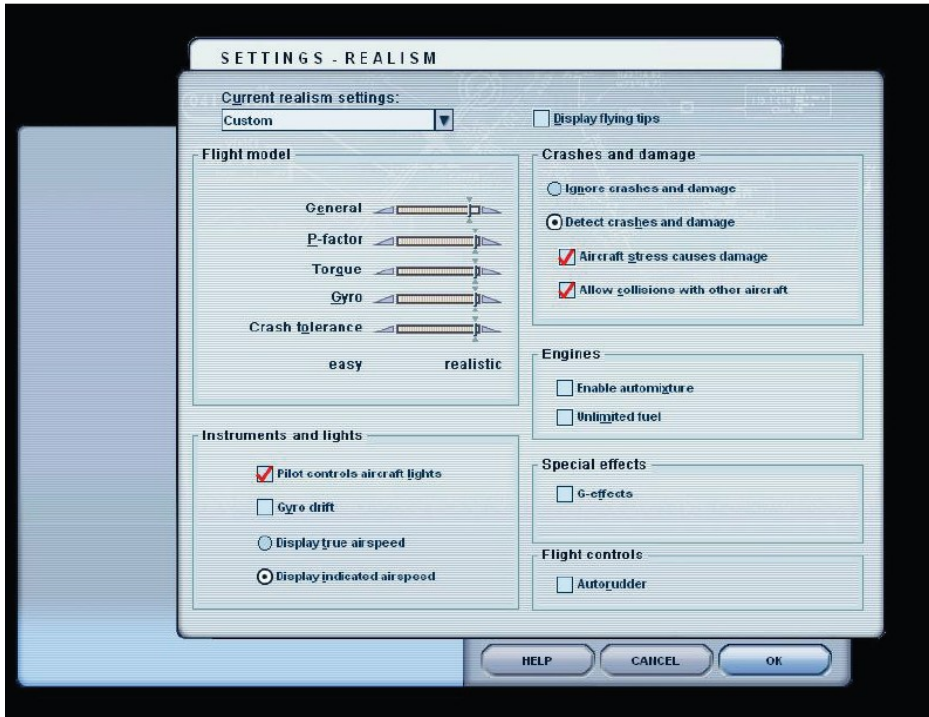 SETTINGS - REALISM
Current realism settings:
Custom
Display flying tips
Flight model
General
P-factor
Torque
Gyro
Crash tolerance
easy realistic
Instruments and lights
Pilot controls aircraft lights
Gyro drift
Display true airspeed
Display indicated airspeed
Crashes and damage
Ignore crashes and damage
Detect crashes and damage
Aircraft stress causes damage
Allow collisions with other aircraft
Engines
Enable automixture
Unlimited fuel
Special effects
G-effects
Flight controls
Autorudder
HELP CANCEL OK